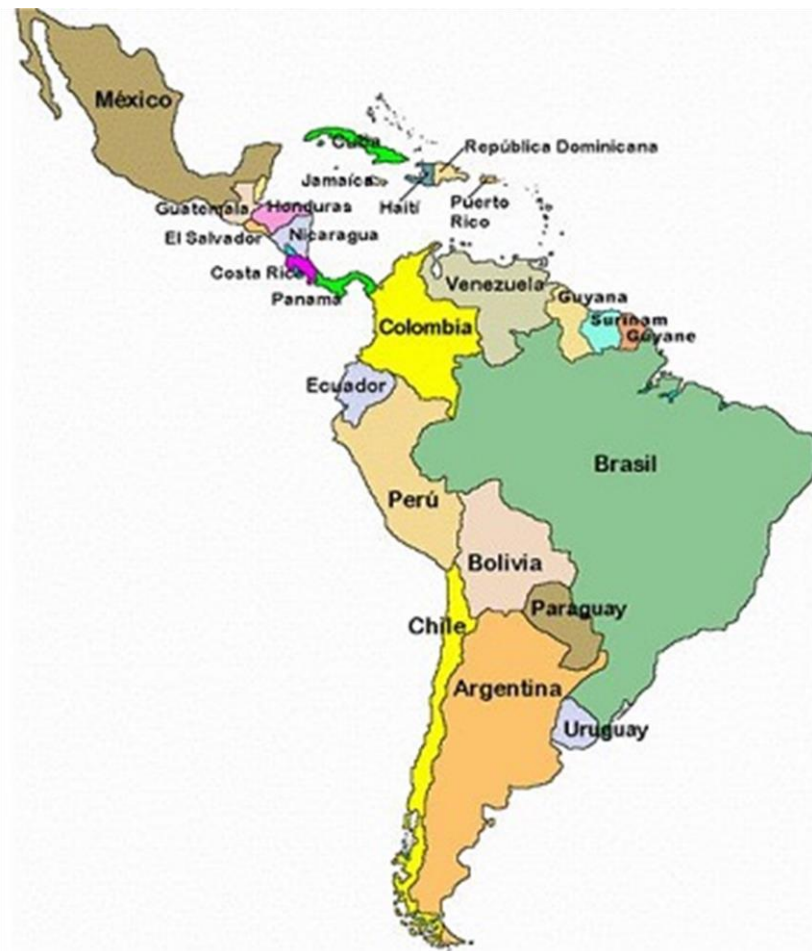 México
Cuba
República Dominicana
Jamaica
Haití
Puerto
Rico
Guatemala
Honduras
El Salvador
Nicaragua
Costa Rica
Panama
Venezuela
Guyana
Surinam
Guyane
Colombia
Ecuador
Brasil
Perú
Bolivia
Paraguay
Chile
Argentina
Uruguay